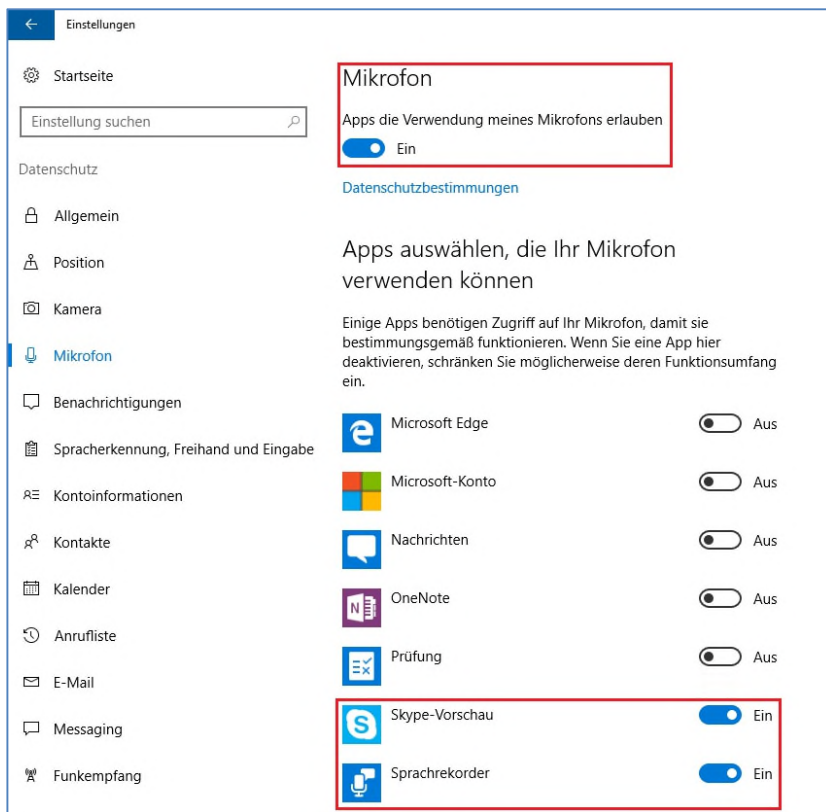 Einstellungen
Startseite
Einstellung suchen
Datenschutz
Allgemein
Position
Kamera
Mikrofon
Benachrichtigungen
Spracherkennung, Freihand und Eingabe
Kontoinformationen
Kontakte
Kalender
Anrufliste
E-Mail
Messaging
Funkempfang
Mikrofon
Apps die Verwendung meines Mikrofons erlauben
Ein
Datenschutzbestimmungen
Apps auswählen, die Ihr Mikrofon
verwenden können
Einige Apps benötigen Zugriff auf Ihr Mikrofon, damit sie
bestimmungsgemäß funktionieren. Wenn Sie eine App hier
deaktivieren, schränken Sie möglicherweise deren Funktionsumfang
ein.
Microsoft Edge Aus
Microsoft-Konto Aus
Nachrichten Aus
OneNote Aus
Prüfung Aus
Skype-Vorschau Ein
Sprachrekorder Ein